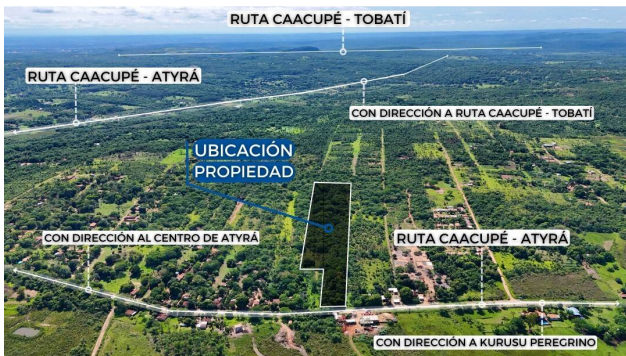 RUTA CAACUPÉ - TOBATÍ
RUTA CAACUPÉ - ATYRÁ
CON DIRECCIÓN A RUTA CAACUPÉ - TOBATÍ
UBICACIÓN
PROPIEDAD
CON DIRECCIÓN AL CENTRO DE ATYRÁ
RUTA CAACUPÉ - ATYRÁ
CON DIRECCIÓN A KURUSU PEREGRINO